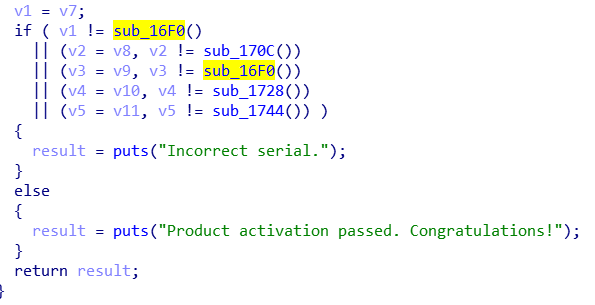 v1 = v7;
if ( v1 != sub_16F0()
|| (v2 = v8, v2 != sub_170C())
|| (v3 = v9, v3 != sub_16F0())
|| (v4 = v10, v4 != sub_1728())
|| (v5 = v11, v5 != sub_1744()) )
{
result = puts("Incorrect serial.");
}
else
{
result = puts("Product activation passed. Congratulations!");
}
return result;
}